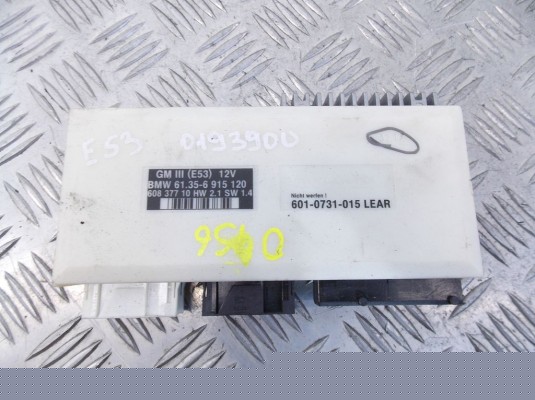 E53 0193900
GM III (E53) 12V
BMW 61.35-6 915 120
608 377 10 HW 2.1 SW 1.4
Nicht werfen !
601-0731-015 LEAR